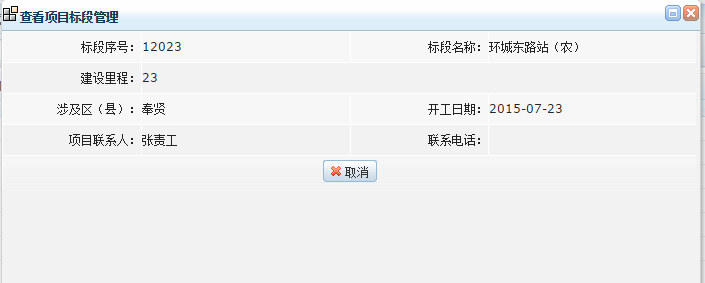 查看项目标段管理
标段序号：12023 标段名称：环城东路站（农）
建设里程：23
涉及区（县）：奉贤 开工日期：2015-07-23
项目联系人：张责工 联系电话：
取消